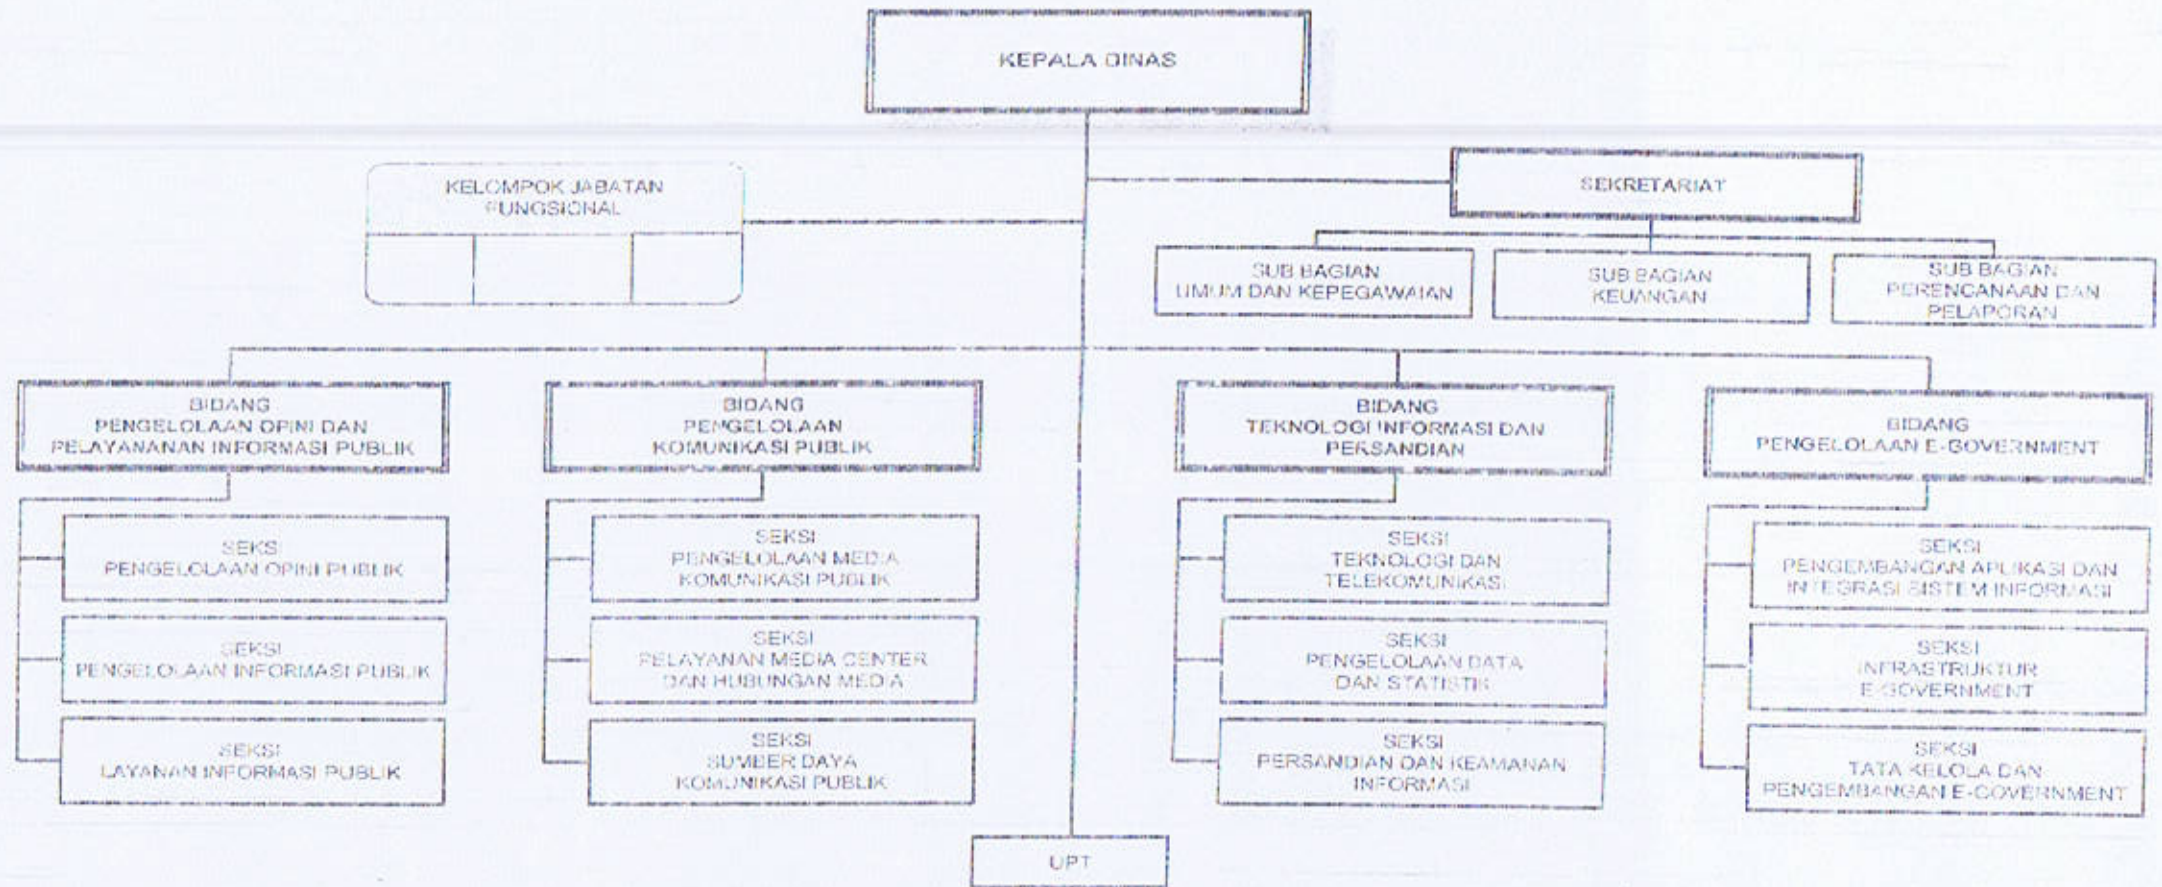 KEPALA DINAS
KELOMPOK JABATAN
FUNGSIONAL
SEKRETARIAT
SUB BAGIAN
UMUM DAN KEPEGAWAIAN
SUB BAGIAN
KEUANGAN
SUB BAGIAN
PERENCANAAN DAN
PELAPORAN
BIDANG
PENGELOLAAN OPINI DAN
PELAYANANAN INFORMASI PUBLIK
BIDANG
PENGELOLAAN
KOMUNIKASI PUBLIK
BIDANG
TEKNOLOGI INFORMASI DAN
PERSANDIAN
BIDANG
PENGELOLAAN E-GOVERNMENT
SEKSI
PENGELOLAAN OPINI PUBLIK
SEKSI
PENGELOLAAN INFORMASI PUBLIK
SEKSI
LAYANAN INFORMASI PUBLIK
SEKSI
PENGELOLAAN MEDIA
KOMUNIKASI PUBLIK
SEKSI
PELAYANAN MEDIA CENTER
DAN HUBUNGAN MEDIA
SEKSI
SUMBER DAYA
KOMUNIKASI PUBLIK
SEKSI
TEKNOLOGI DAN
TELEKOMUNIKASI
SEKSI
PENGELOLAAN DATA
DAN STATISTIK
SEKSI
PERSANDIAN DAN KEAMANAN
INFORMASI
SEKSI
PENGEMBANGAN APLIKASI DAN
INTEGRASI SISTEM INFORMASI
SEKSI
INFRASTRUKTUR
E-GOVERNMENT
SEKSI
TATA KELOLA DAN
PENGEMBANGAN E-GOVERNMENT
UPT